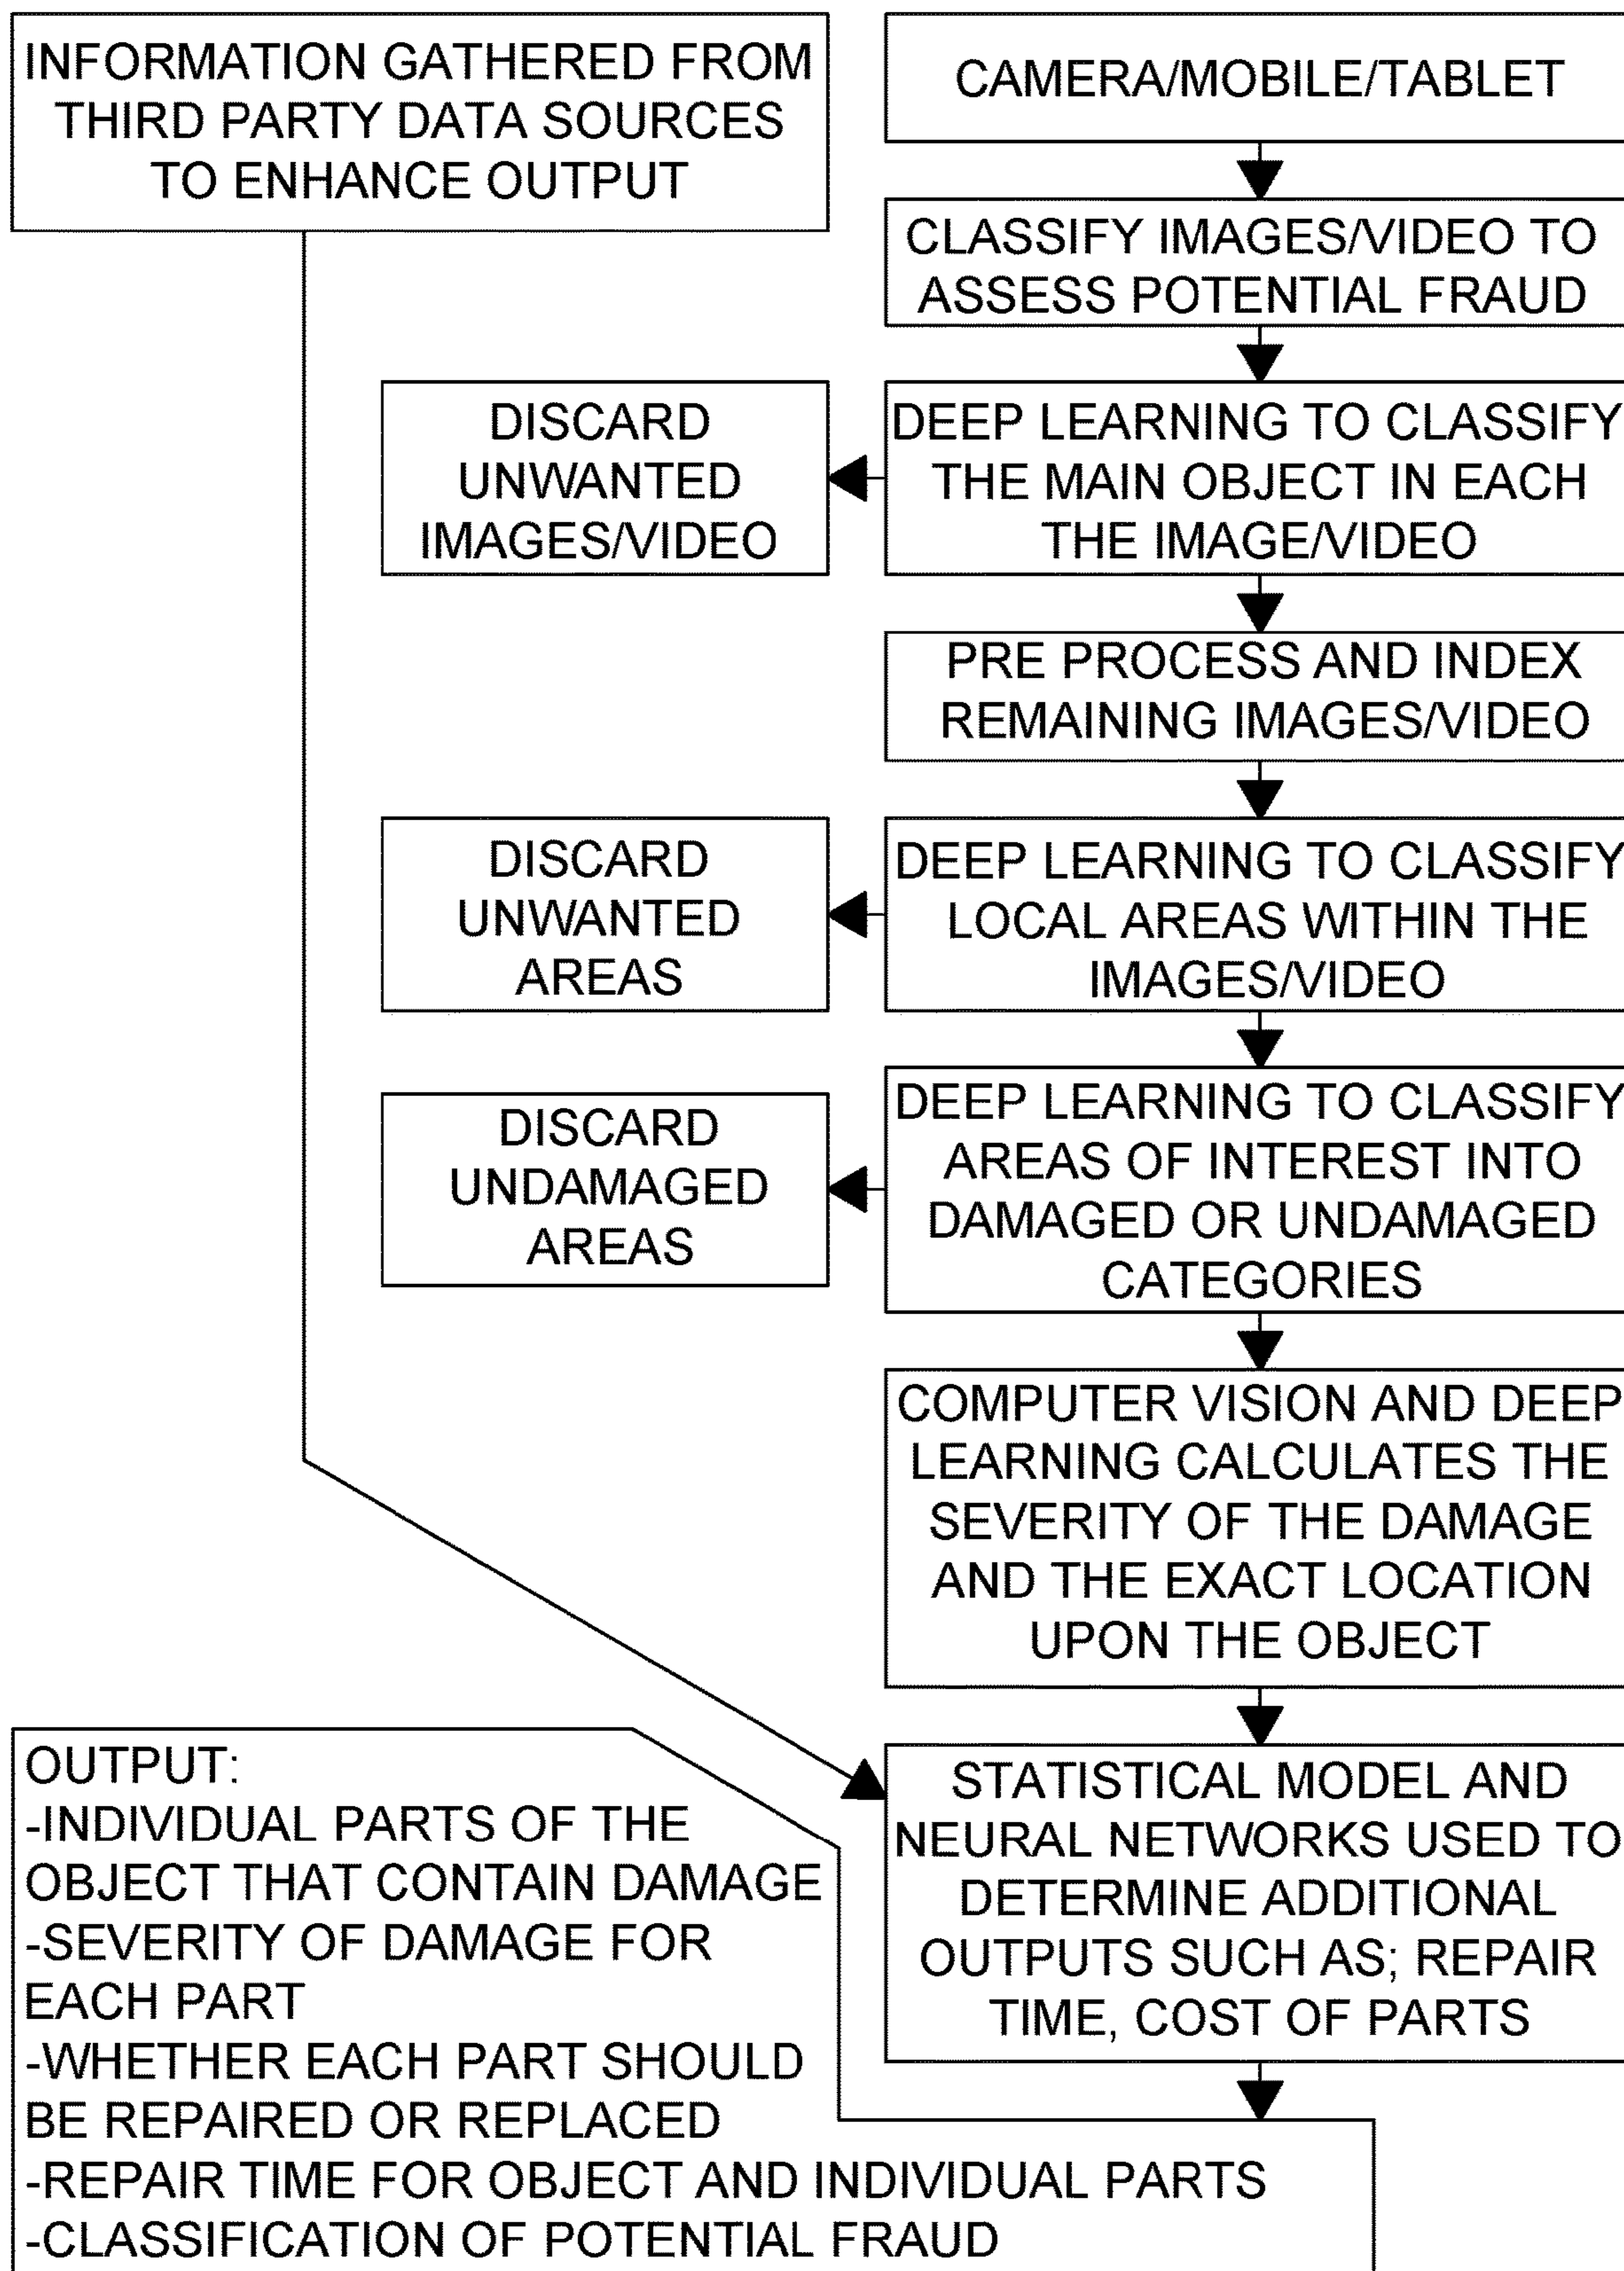 INFORMATION GATHERED FROM
THIRD PARTY DATA SOURCES
TO ENHANCE OUTPUT
CAMERA/MOBILE/TABLET
CLASSIFY IMAGES/VIDEO TO
ASSESS POTENTIAL FRAUD
DISCARD
UNWANTED
IMAGES/VIDEO
DEEP LEARNING TO CLASSIFY
THE MAIN OBJECT IN EACH
THE IMAGE/VIDEO
PRE PROCESS AND INDEX
REMAINING IMAGES/VIDEO
DISCARD
UNWANTED
AREAS
DEEP LEARNING TO CLASSIFY
LOCAL AREAS WITHIN THE
IMAGES/VIDEO
DISCARD
UNDAMAGED
AREAS
DEEP LEARNING TO CLASSIFY
AREAS OF INTEREST INTO
DAMAGED OR UNDAMAGED
CATEGORIES
COMPUTER VISION AND DEEP
LEARNING CALCULATES THE
SEVERITY OF THE DAMAGE
AND THE EXACT LOCATION
UPON THE OBJECT
STATISTICAL MODEL AND
NEURAL NETWORKS USED TO
DETERMINE ADDITIONAL
OUTPUTS SUCH AS; REPAIR
TIME, COST OF PARTS
OUTPUT:
-INDIVIDUAL PARTS OF THE
OBJECT THAT CONTAIN DAMAGE
-SEVERITY OF DAMAGE FOR
EACH PART
-WHETHER EACH PART SHOULD
BE REPAIRED OR REPLACED
-REPAIR TIME FOR OBJECT AND INDIVIDUAL PARTS
-CLASSIFICATION OF POTENTIAL FRAUD